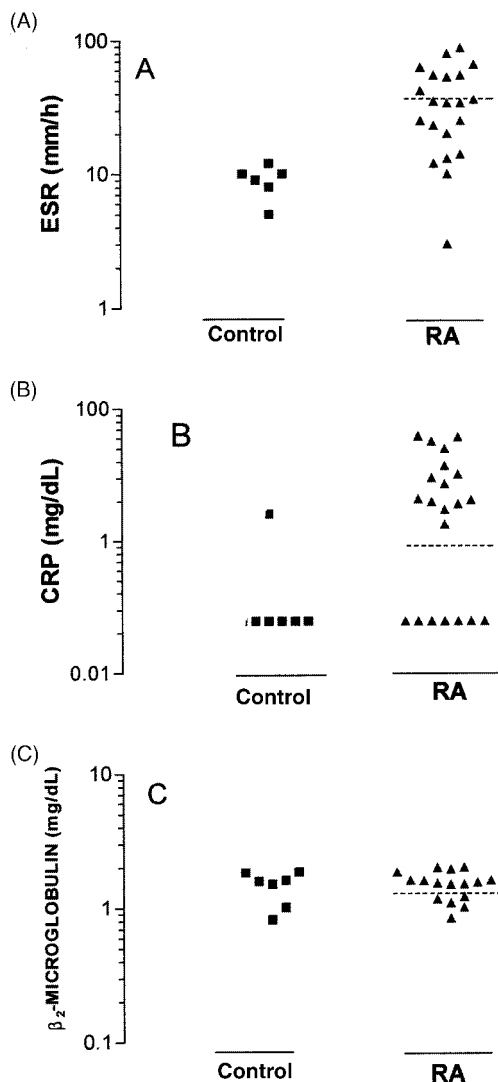 (A)
A
ESR (mm/h)
100
10
1
Control
RA
(B)
B
CRP (mg/dL)
100
1
0.01
Control
RA
(C)
C
β₂-MICROGLOBULIN (mg/dL)
10
1
0.1
Control
RA